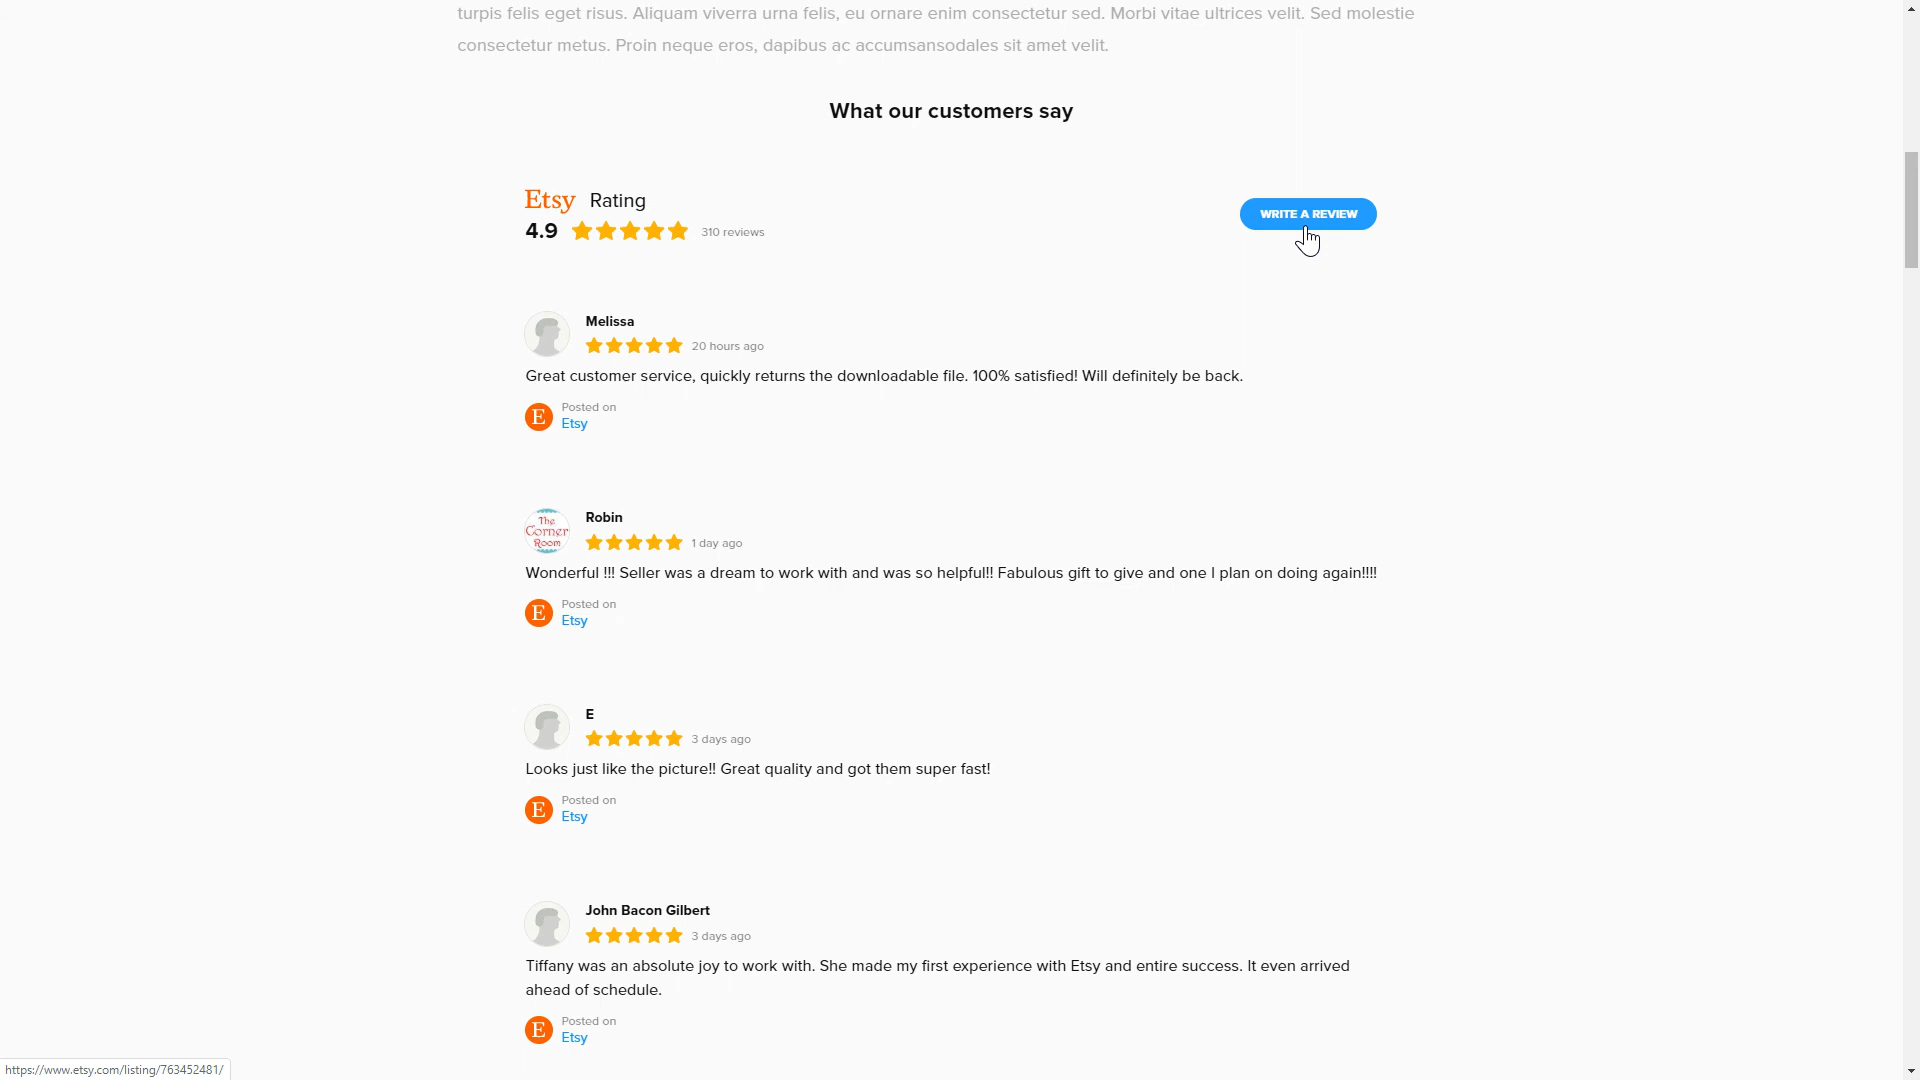 turpis felis eget risus. Aliquam viverra urna felis, eu ornare enim consectetur sed. Morbi vitae ultrices velit. Sed molestie
consectetur metus. Proin neque eros, dapibus ac accumsansodales sit amet velit.
What our customers say
Etsy Rating
4.9 310 reviews
WRITE A REVIEW
Melissa
20 hours ago
Great customer service, quickly returns the downloadable file. 100% satisfied! Will definitely be back.
E Posted on
Etsy
The
Corner
Room
Robin
1 day ago
Wonderful !!! Seller was a dream to work with and was so helpful!! Fabulous gift to give and one I plan on doing again!!!!
E Posted on
Etsy
E
3 days ago
Looks just like the picture!! Great quality and got them super fast!
E Posted on
Etsy
John Bacon Gilbert
3 days ago
Tiffany was an absolute joy to work with. She made my first experience with Etsy and entire success. It even arrived
ahead of schedule.
E Posted on
Etsy
https://www.etsy.com/listing/763452481/